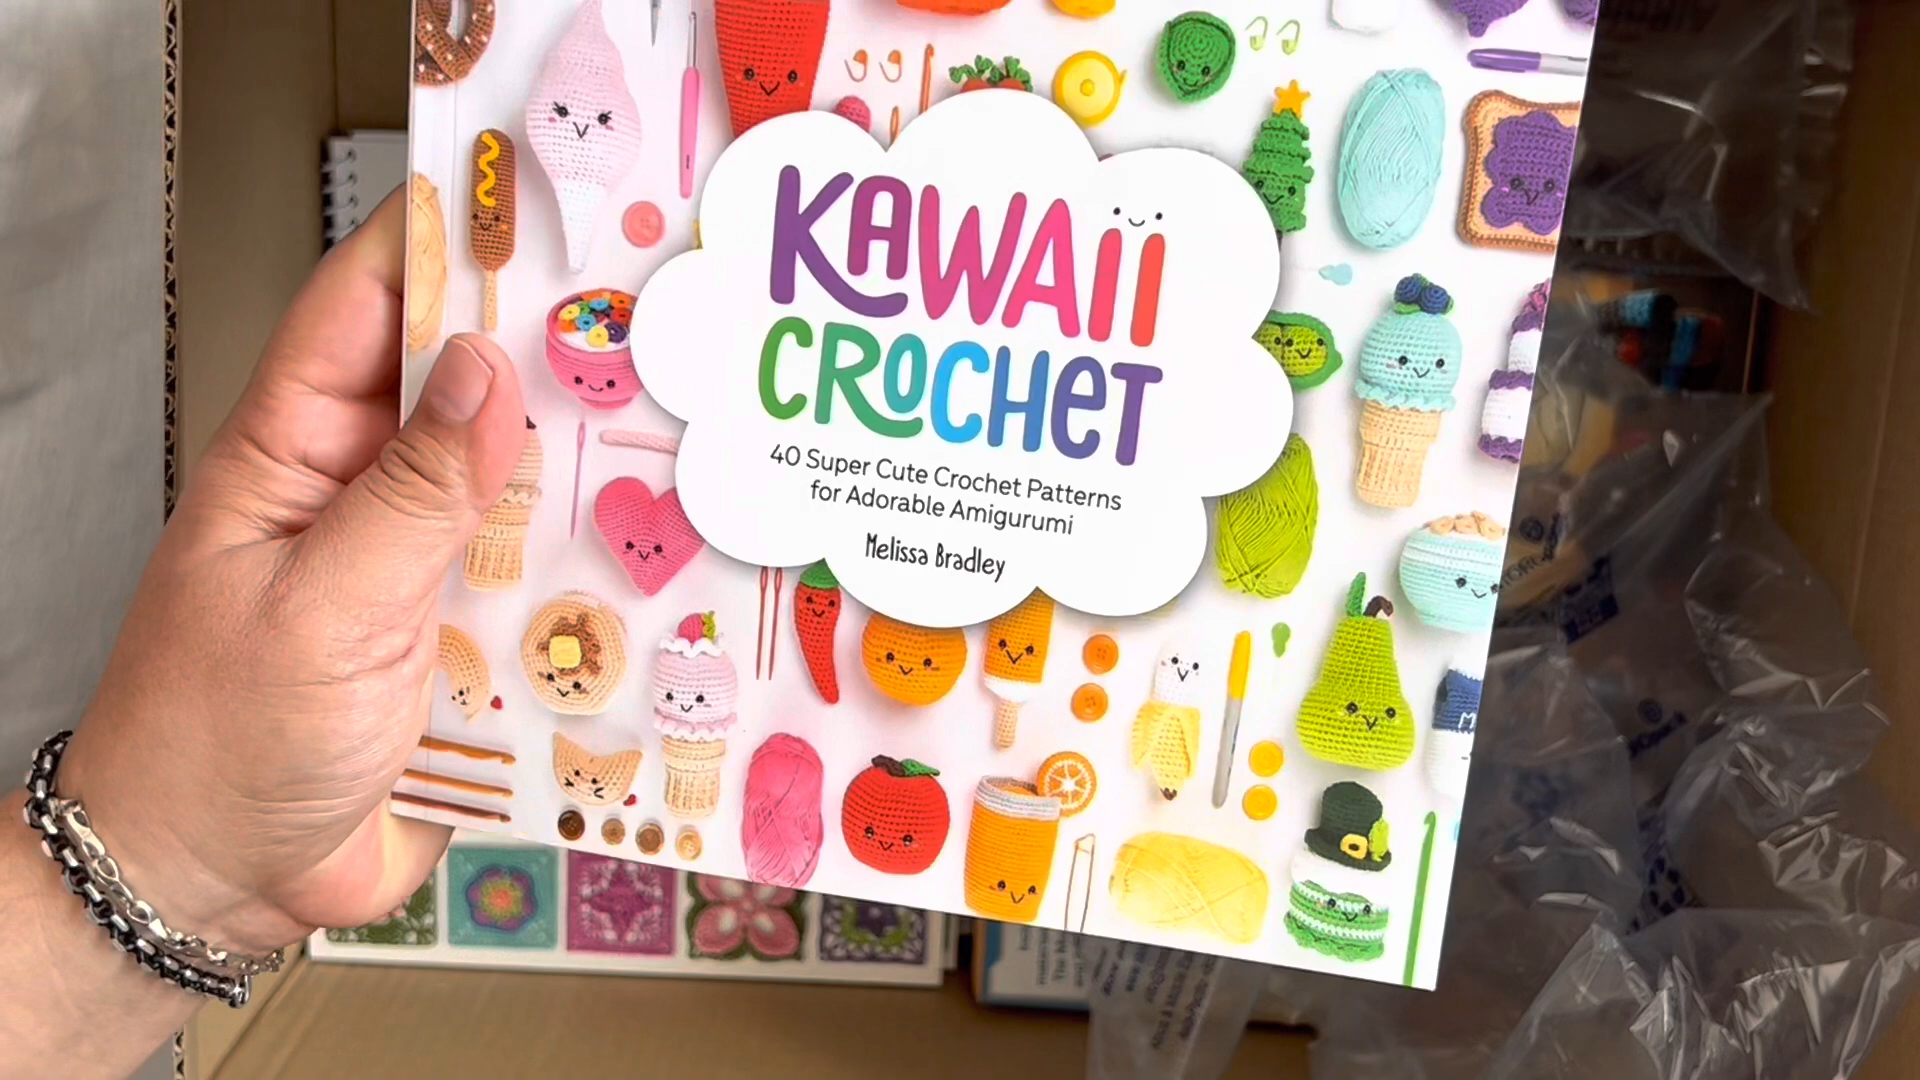 KAWAii
CROCHET
40 Super Cute Crochet Patterns
for Adorable Amigurumi
Melissa Bradley